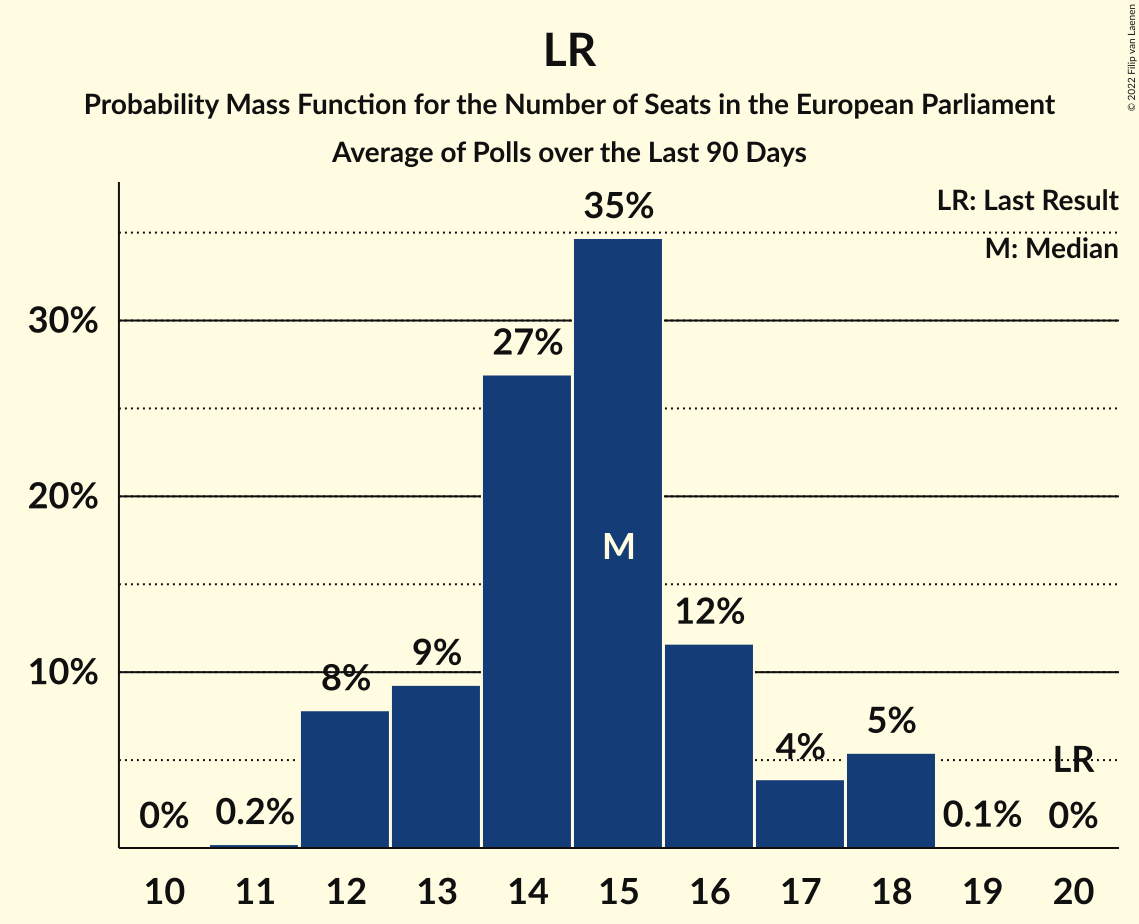 LR
Probability Mass Function for the Number of Seats in the European Parliament
Average of Polls over the Last 90 Days
© 2022 Filip van Laenen
LR: Last Result
M: Median
35%
30%
27%
20%
M
12%
10%
9%
8%
5%
4%
LR
0%
0.2%
0.1%
0%
10 11 12 13 14 15 16 17 18 19 20